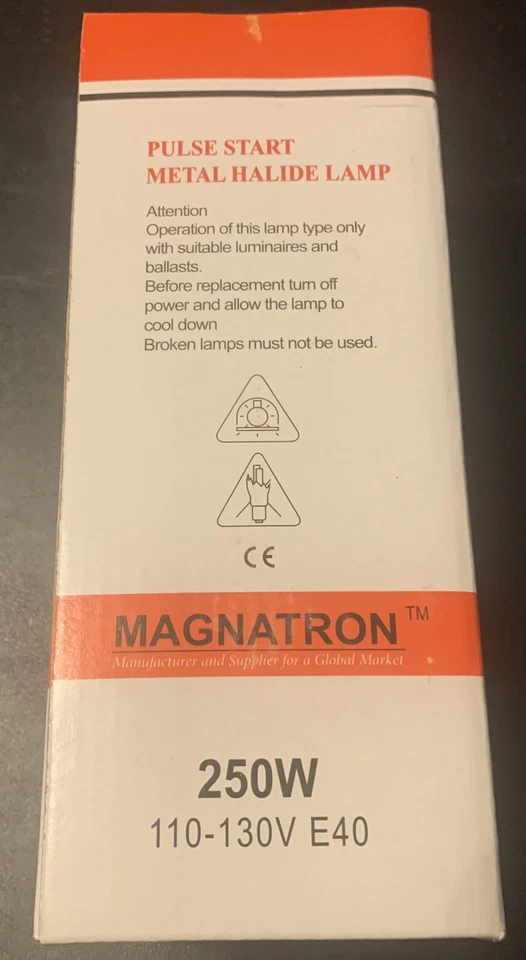 PULSE START
METAL HALIDE LAMP
Attention
Operation of this lamp type only
with suitable luminaires and
ballasts.
Before replacement turn off
power and allow the lamp to
cool down
Broken lamps must not be used.
CE
MAGNATRON™
Manufacturer and Supplier for a Global Market
250W
110-130V E40